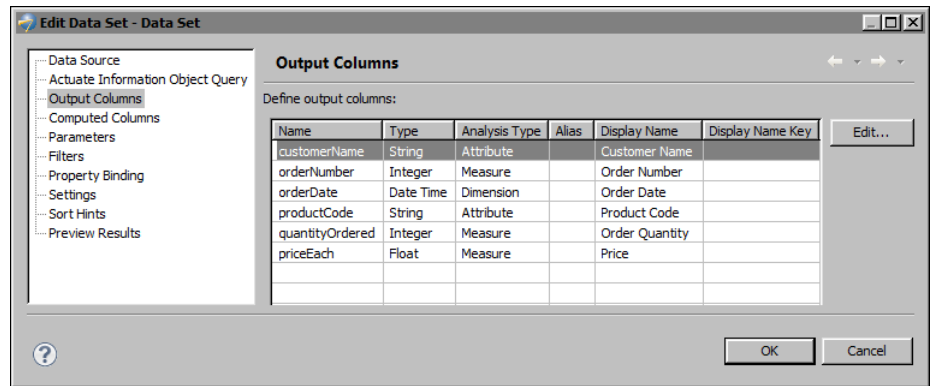 Edit Data Set - Data Set
Data Source
Actuate Information Object Query
Output Columns
Computed Columns
Parameters
Filters
Property Binding
Settings
Sort Hints
Preview Results
Output Columns
Define output columns:
Name Type Analysis Type Alias Display Name Display Name Key
customerName String Attribute Customer Name
orderNumber Integer Measure Order Number
orderDate Date Time Dimension Order Date
productCode String Attribute Product Code
quantityOrdered Integer Measure Order Quantity
priceEach Float Measure Price
Edit...
?
OK Cancel